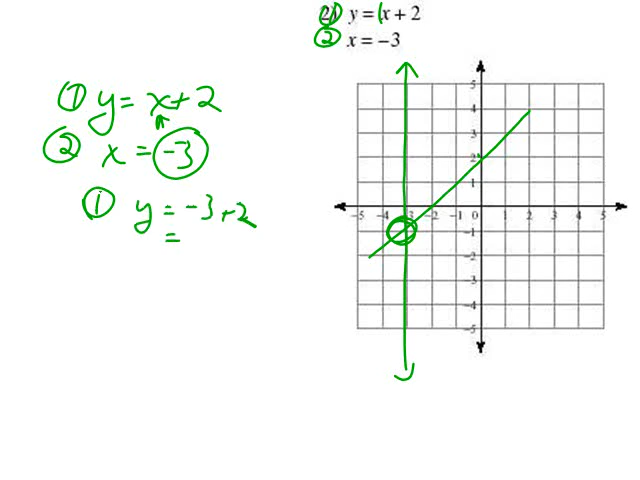 2) y = x + 2
② x = −3
① y = x + 2
② x = -3
① y = -3 + 2
=
5
4
3
2
1
-5 -4 -3 -2 -1 0 1 2 3 4 5
-1
-2
-3
-4
-5